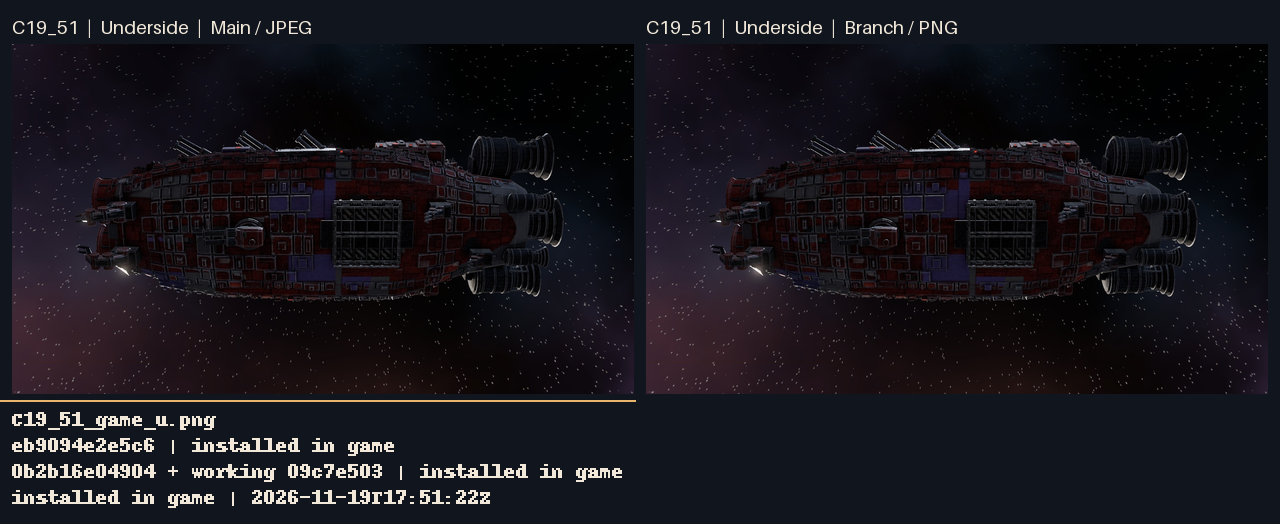 C19_51 | Underside | Main / JPEG
C19_51 | Underside | Branch / PNG
C19_51_game_u.png
eb9094e2e5c6 | installed in game
0b2b16e04904 + working 09c7e503 | installed in game
installed in game | 2026-11-19T17:51:22Z